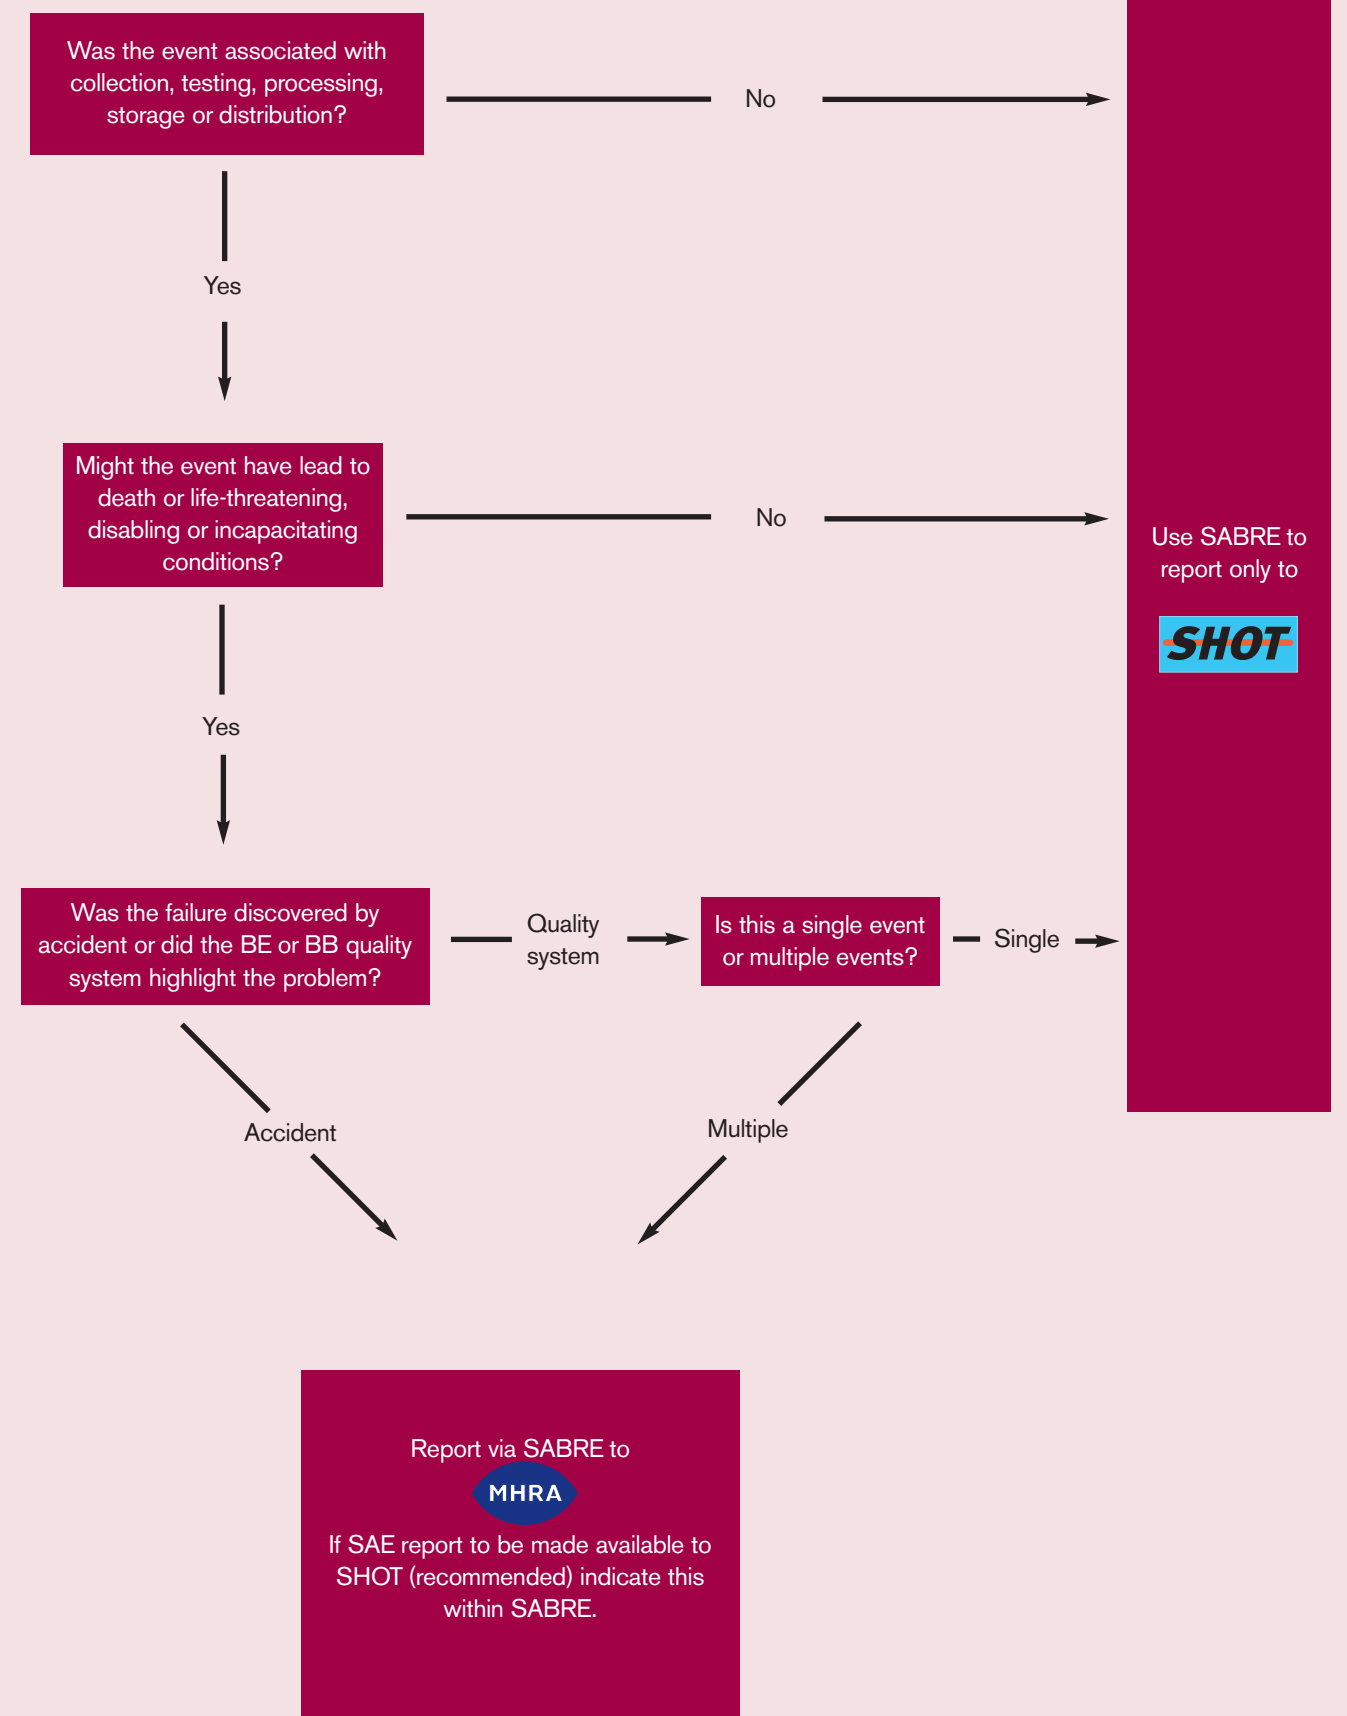 Was the event associated with
collection, testing, processing,
storage or distribution?
No
Yes
Might the event have lead to
death or life-threatening,
disabling or incapacitating
conditions?
No
Use SABRE to
report only to
SHOT
Yes
Was the failure discovered by
accident or did the BE or BB quality
system highlight the problem?
Quality
system
Is this a single event
or multiple events?
Single
Accident
Multiple
Report via SABRE to
MHRA
If SAE report to be made available to
SHOT (recommended) indicate this
within SABRE.